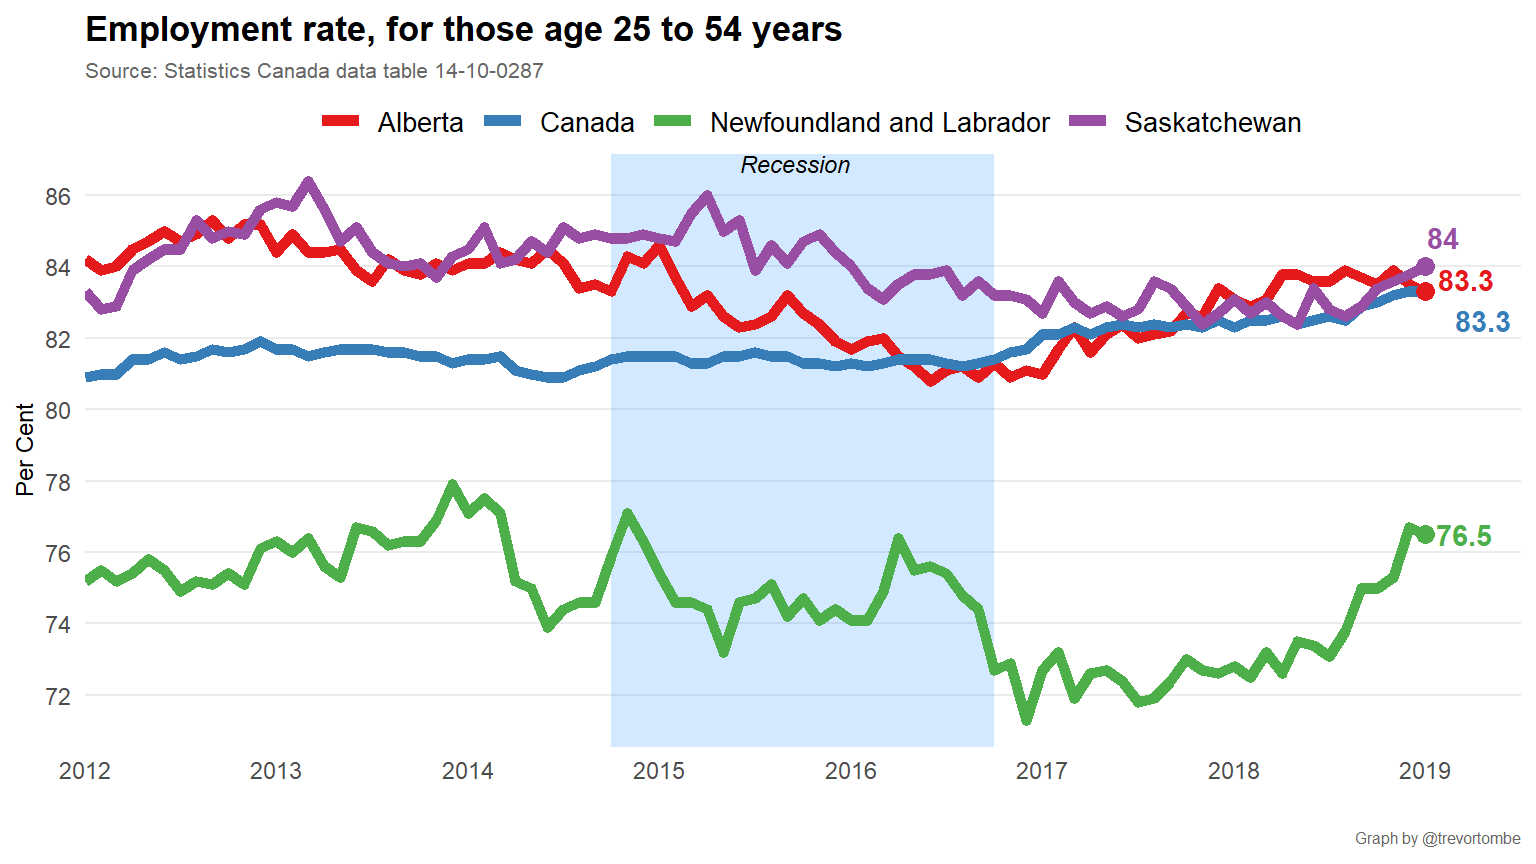 Employment rate, for those age 25 to 54 years
Source: Statistics Canada data table 14-10-0287
Alberta Canada Newfoundland and Labrador Saskatchewan
Recession
86
84
82
80
78
76
74
72
Per Cent
84
83.3
83.3
76.5
2012 2013 2014 2015 2016 2017 2018 2019
Graph by @trevortombe